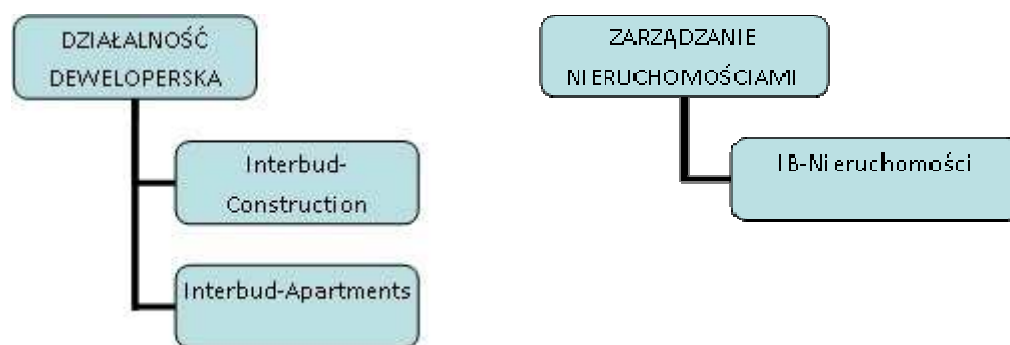 DZIAŁALNOŚĆ
DEWELOPERSKA
Interbud-
Construction
Interbud-Apartments
ZARZĄDZANIE
NIERUCHOMOŚCIAMI
IB-Nieruchomości